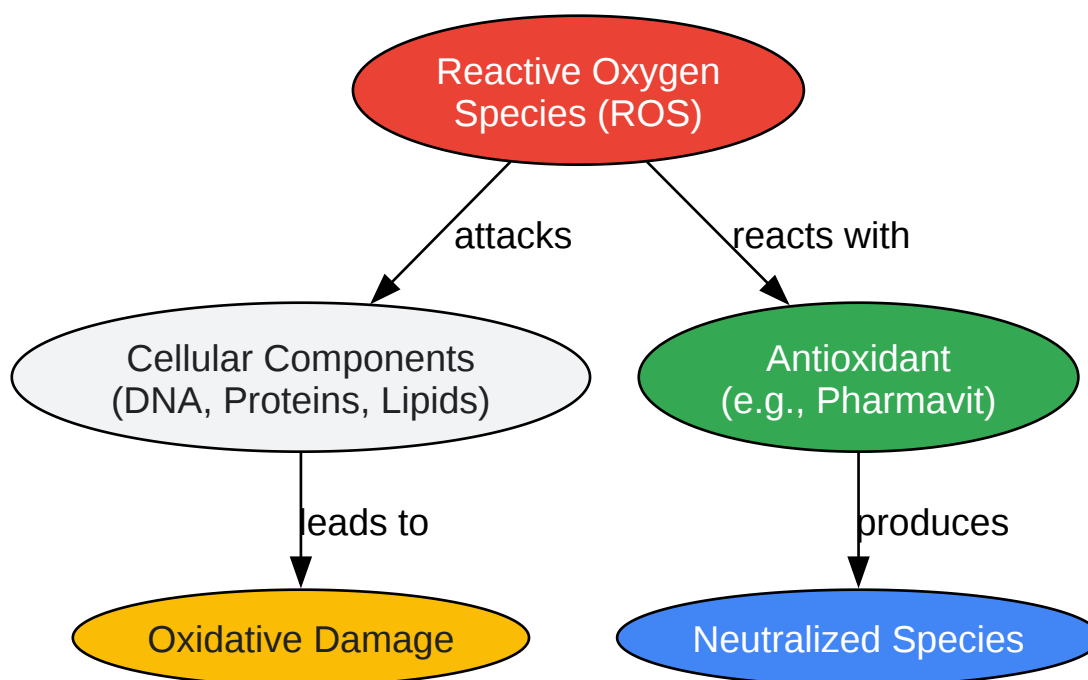 Reactive Oxygen
Species (ROS)
attacks
reacts with
Cellular Components
(DNA, Proteins, Lipids)
Antioxidant
(e.g., Pharmavit)
leads to
produces
Oxidative Damage
Neutralized Species